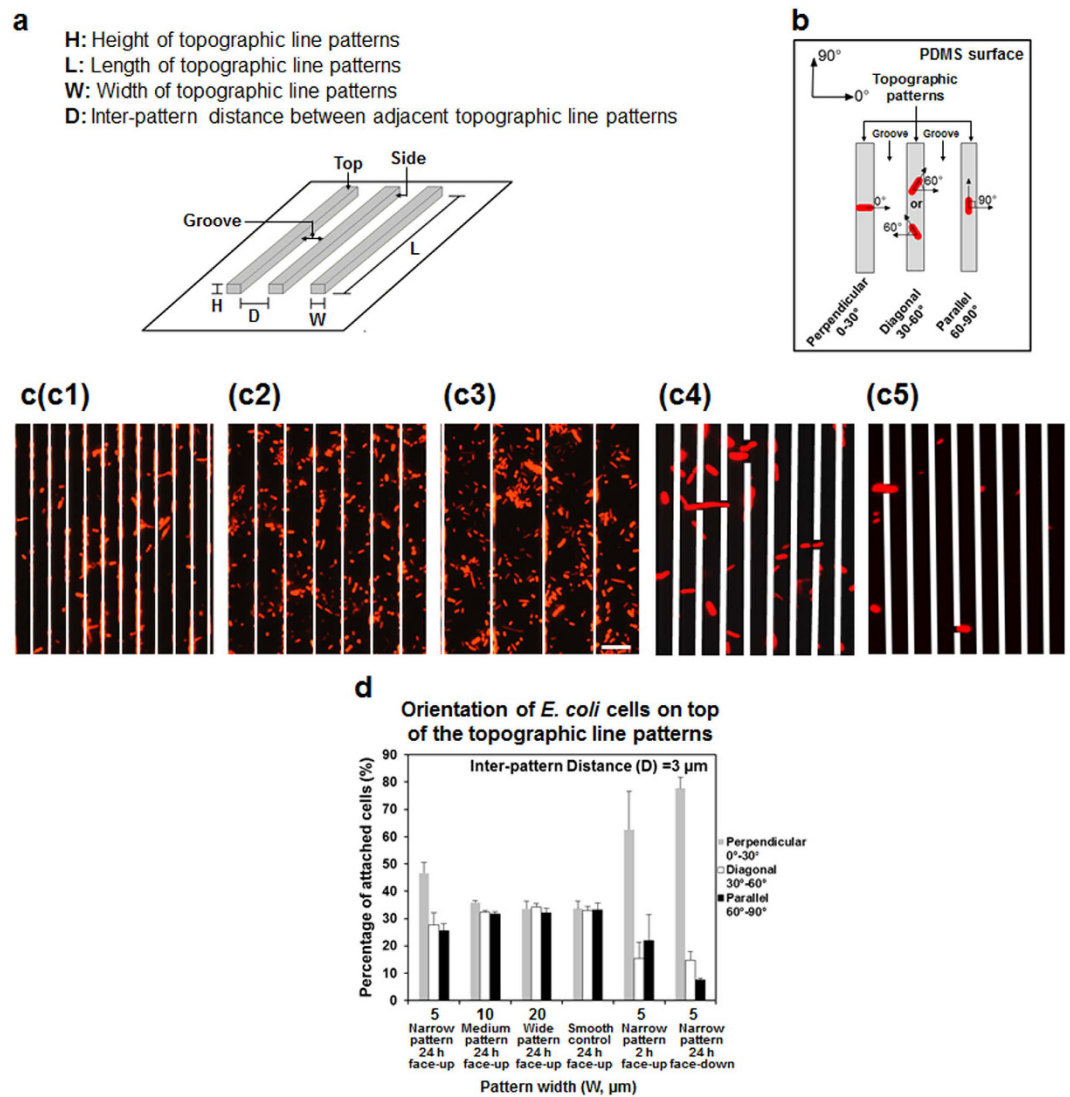 a
H: Height of topographic line patterns
L: Length of topographic line patterns
W: Width of topographic line patterns
D: Inter-pattern distance between adjacent topographic line patterns
Top
Side
Groove
L
H
D
W
b
90°
PDMS surface
0°
Topographic
patterns
Groove
Groove
0°
60°
or
60°
90°
Perpendicular
0-30°
Diagonal
30-60°
Parallel
60-90°
c(c1)
(c2)
(c3)
(c4)
(c5)
d
Orientation of E. coli cells on top
of the topographic line patterns
Inter-pattern Distance (D) =3 µm
Percentage of attached cells (%)
90
80
70
60
50
40
30
20
10
0
Perpendicular
0°-30°
Diagonal
30°-60°
Parallel
60°-90°
5
Narrow
pattern
24 h
face-up
10
Medium
pattern
24 h
face-up
20
Wide
pattern
24 h
face-up
Smooth
control
24 h
face-up
5
Narrow
pattern
2 h
face-up
5
Narrow
pattern
24 h
face-down
Pattern width (W, µm)